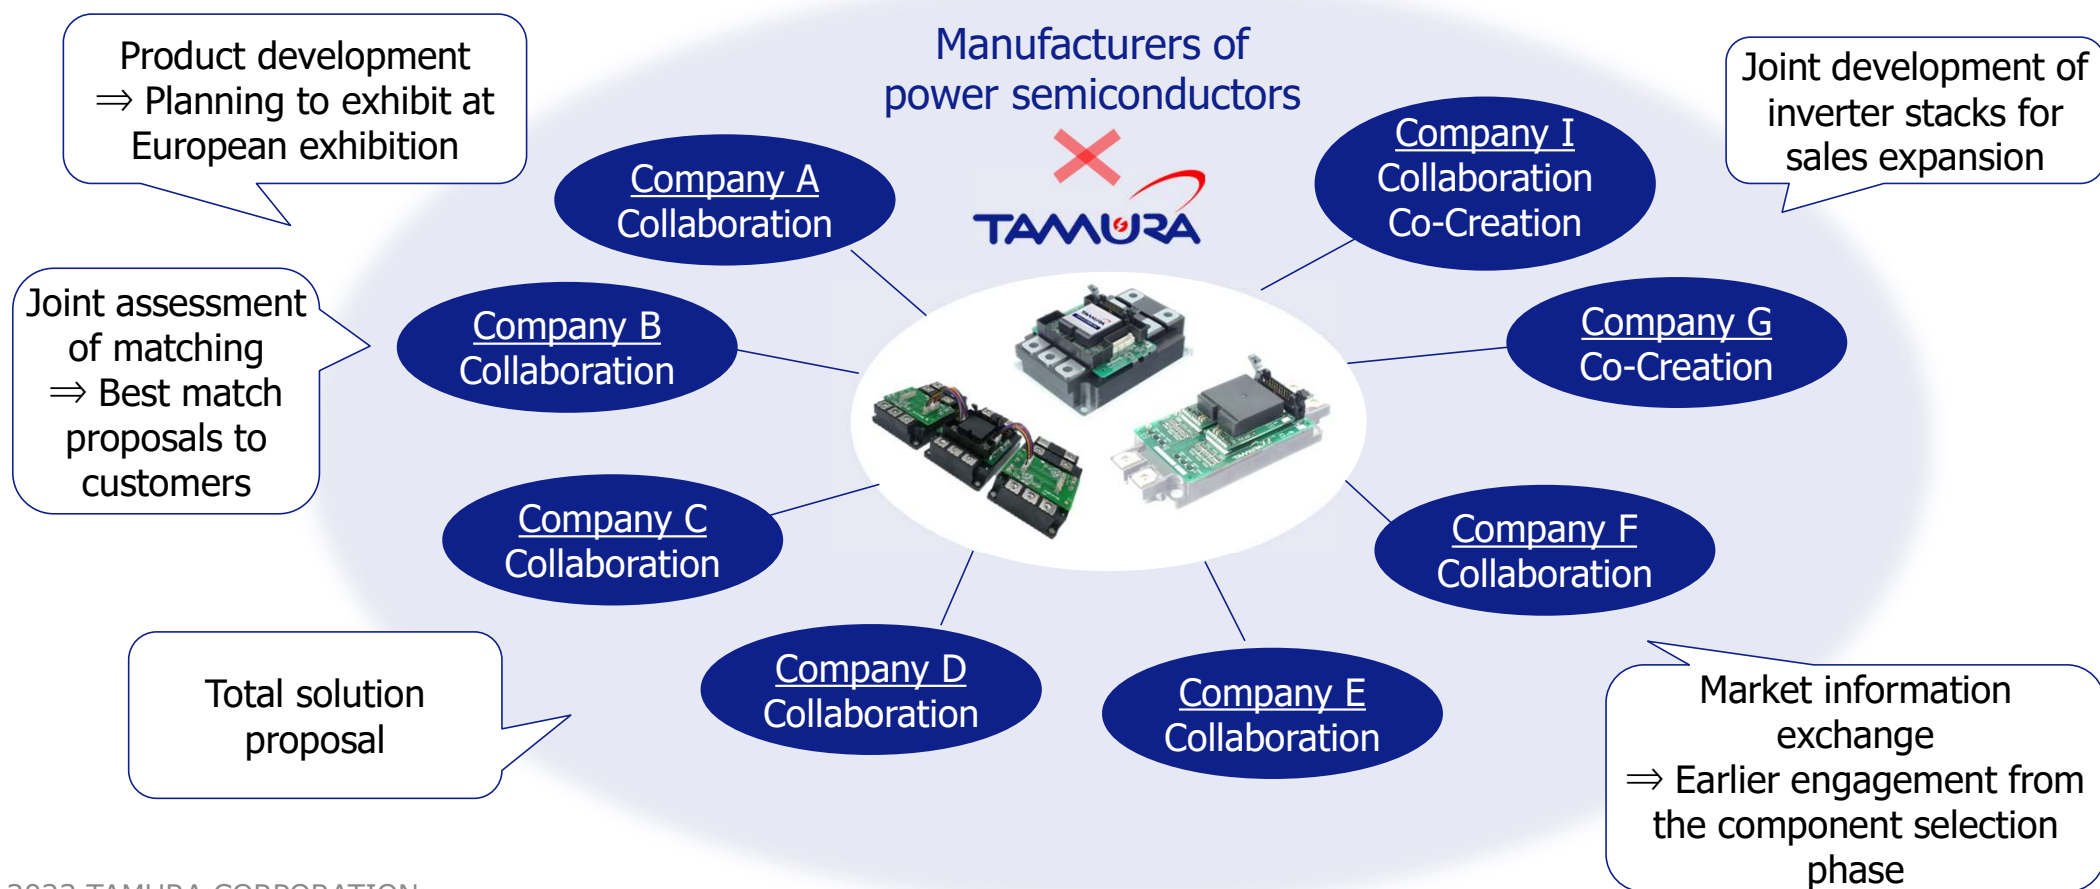 Product development
⇒ Planning to exhibit at
European exhibition
Manufacturers of
power semiconductors
TAMURA
Joint development of
inverter stacks for
sales expansion
Company A
Collaboration
Company I
Collaboration
Co-Creation
Joint assessment
of matching
⇒ Best match
proposals to
customers
Company B
Collaboration
Company G
Co-Creation
Company C
Collaboration
Company F
Collaboration
Total solution
proposal
Company D
Collaboration
Company E
Collaboration
Market information
exchange
⇒ Earlier engagement from
the component selection
phase